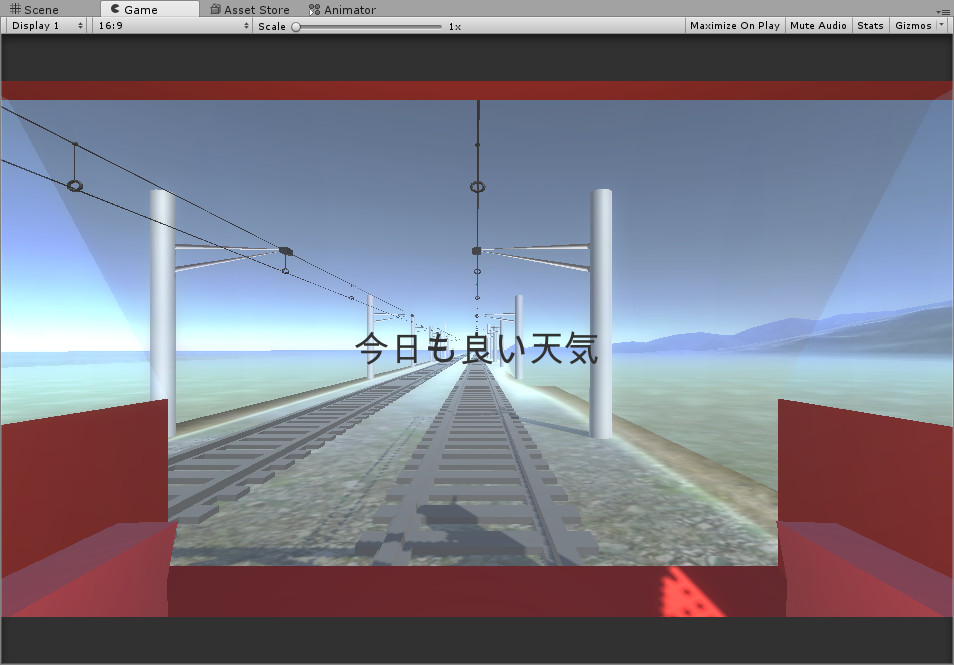 Scene Game Asset Store Animator
Display 1 16:9 Scale 1x Maximize On Play Mute Audio Stats Gizmos
今日も良い天気